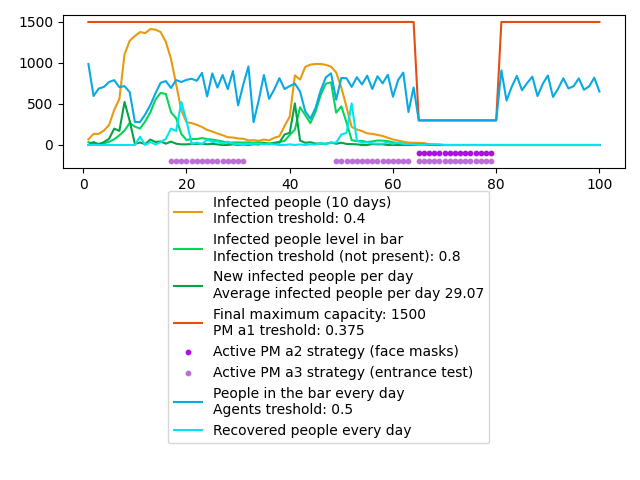 1500
1000
500
0
0
20
40
60
80
100
Infected people (10 days)
Infection treshold: 0.4
Infected people level in bar
Infection treshold (not present): 0.8
New infected people per day
Average infected people per day 29.07
Final maximum capacity: 1500
PM a1 treshold: 0.375
Active PM a2 strategy (face masks)
Active PM a3 strategy (entrance test)
People in the bar every day
Agents treshold: 0.5
Recovered people every day